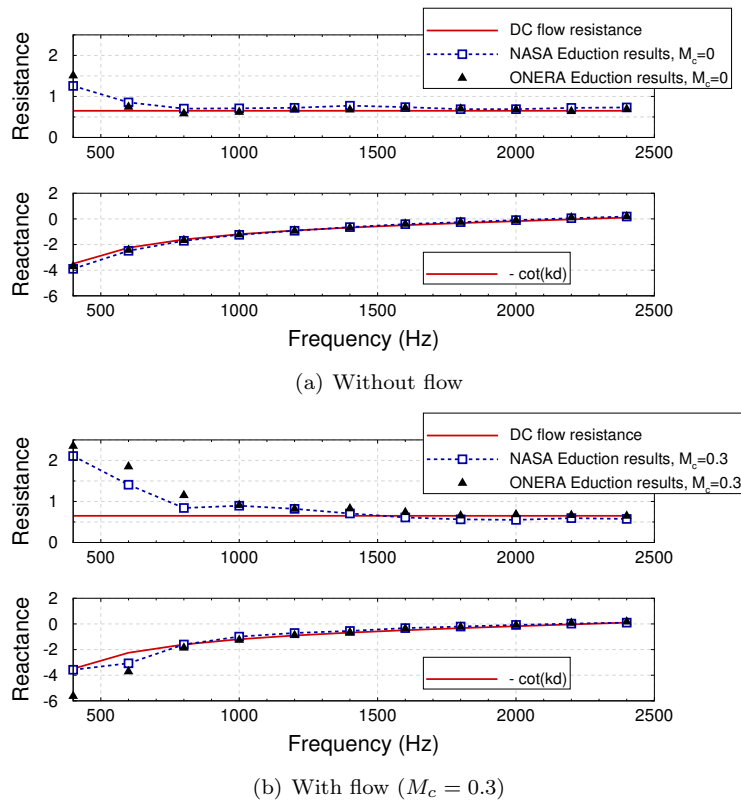 DC flow resistance
NASA Eduction results, M_c=0
ONERA Eduction results, M_c=0
Resistance
2
1
0
500 1000 1500 2000 2500
Reactance
2
0
-2
-4
-6
- cot(kd)
500 1000 1500 2000 2500
Frequency (Hz)
(a) Without flow
DC flow resistance
NASA Eduction results, M_c=0.3
ONERA Eduction results, M_c=0.3
Resistance
2
1
0
500 1000 1500 2000 2500
Reactance
2
0
-2
-4
-6
- cot(kd)
500 1000 1500 2000 2500
Frequency (Hz)
(b) With flow (M_c = 0.3)